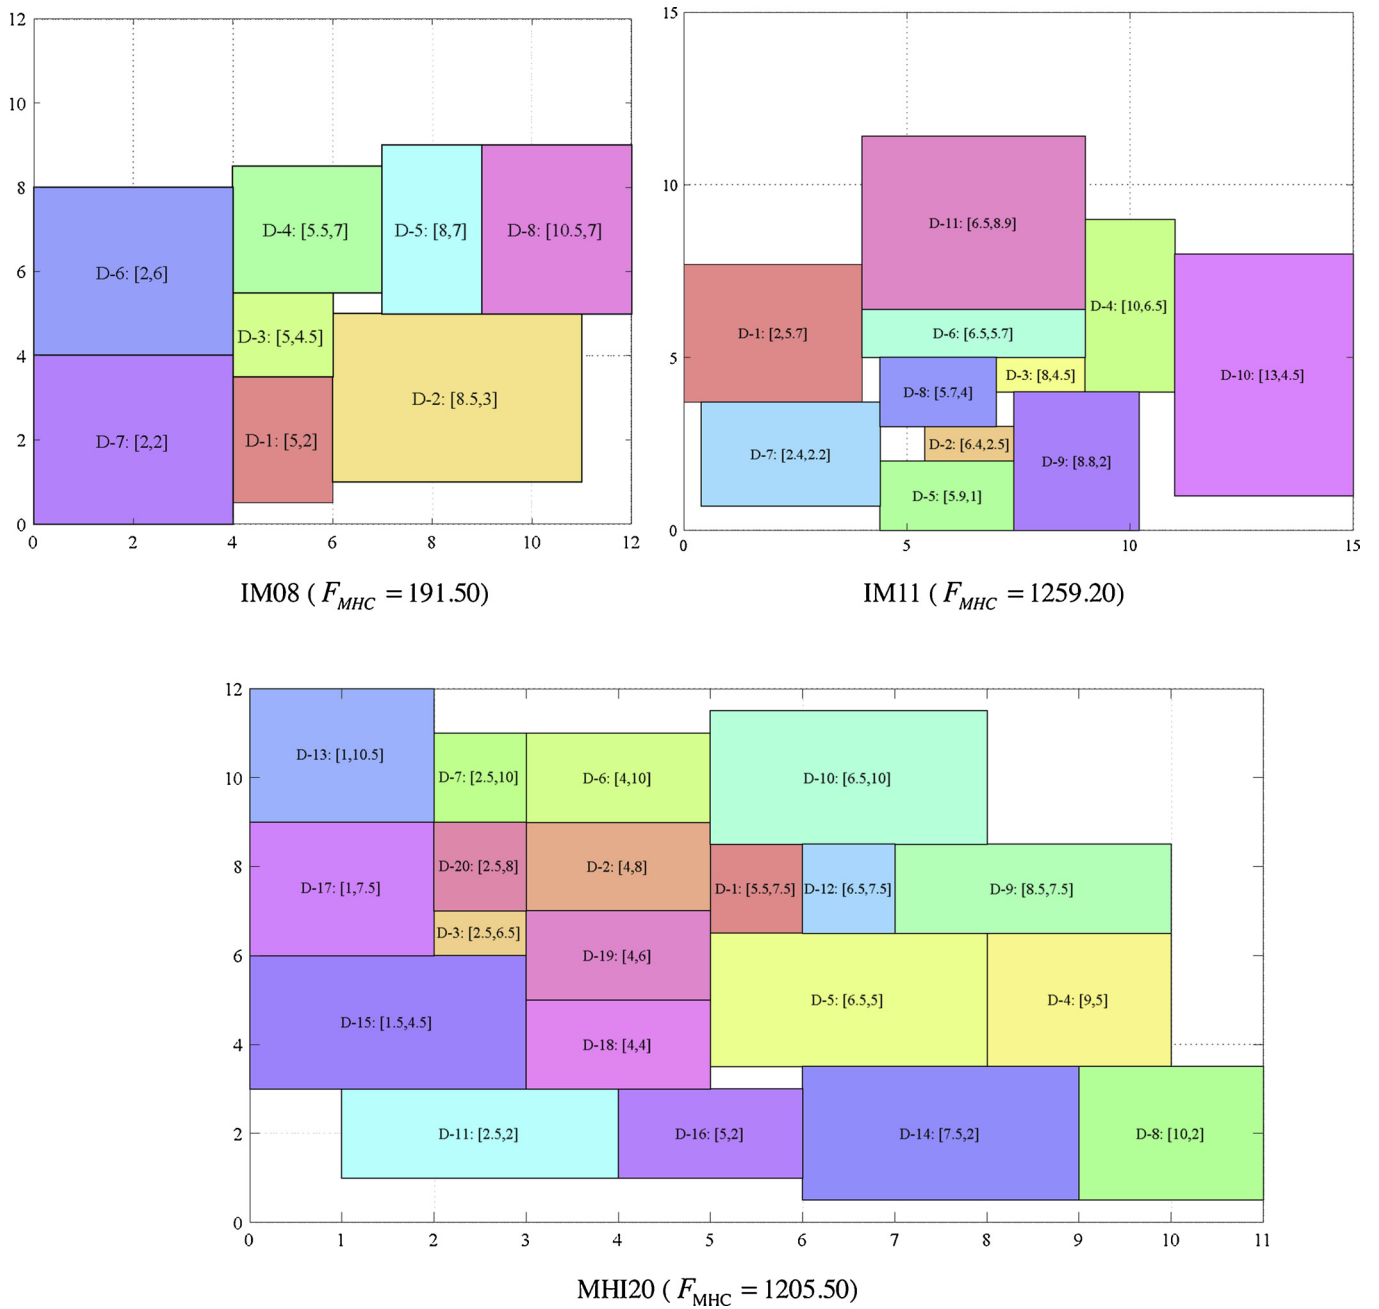 12
10
8
6
4
2
0
0 2 4 6 8 10 12
D-4: [5.5,7]
D-5: [8,7]
D-8: [10.5,7]
D-6: [2,6]
D-3: [5,4.5]
D-2: [8.5,3]
D-7: [2,2]
D-1: [5,2]
IM08 ( F_MHC = 191.50)
15
10
5
0
0 5 10 15
D-11: [6.5,8.9]
D-4: [10,6.5]
D-1: [2,5.7]
D-6: [6.5,5.7]
D-3: [8,4.5]
D-10: [13,4.5]
D-8: [5.7,4]
D-2: [6.4,2.5]
D-7: [2.4,2.2]
D-9: [8.8,2]
D-5: [5.9,1]
IM11 ( F_MHC = 1259.20)
12
10
8
6
4
2
0
0 1 2 3 4 5 6 7 8 9 10 11
D-13: [1,10.5]
D-7: [2.5,10]
D-6: [4,10]
D-10: [6.5,10]
D-17: [1,7.5]
D-20: [2.5,8]
D-2: [4,8]
D-1: [5.5,7.5]
D-12: [6.5,7.5]
D-9: [8.5,7.5]
D-3: [2.5,6.5]
D-19: [4,6]
D-5: [6.5,5]
D-4: [9,5]
D-15: [1.5,4.5]
D-18: [4,4]
D-11: [2.5,2]
D-16: [5,2]
D-14: [7.5,2]
D-8: [10,2]
MHI20 ( F_MHC = 1205.50)